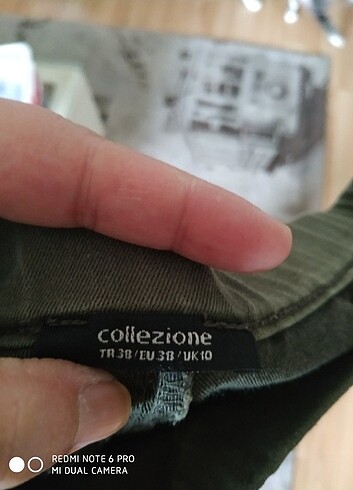 collezione
TR38/EU38/UK10
REDMI NOTE 6 PRO
MI DUAL CAMERA